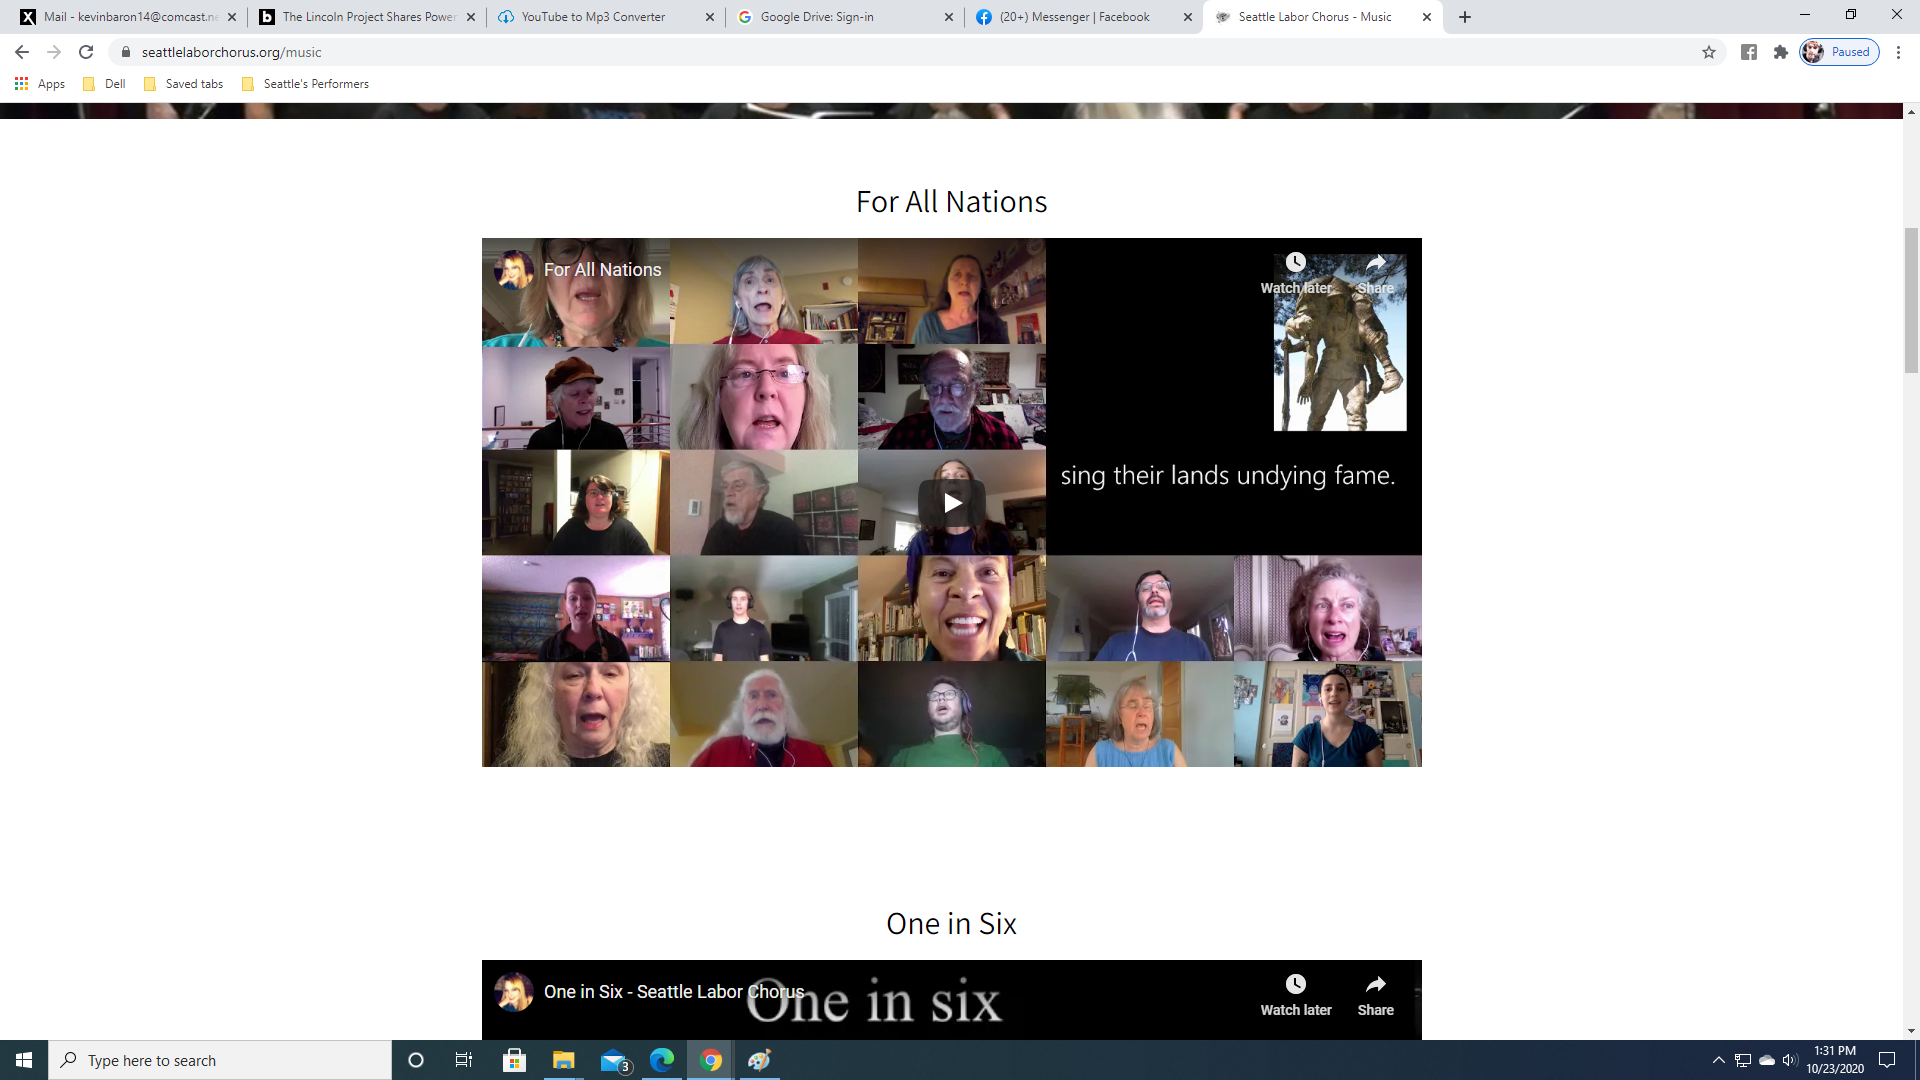 Mail - kevinbaron14@comcast.ne
The Lincoln Project Shares Power
YouTube to Mp3 Converter
Google Drive: Sign-in
(20+) Messenger | Facebook
Seattle Labor Chorus - Music
seattlelaborchorus.org/music
Paused
Apps
Dell
Saved tabs
Seattle's Performers
For All Nations
For All Nations
Watch later
Share
sing their lands undying fame.
One in Six
One in Six - Seattle Labor Chorus
One in six
Watch later
Share
Type here to search
3
1:31 PM
10/23/2020